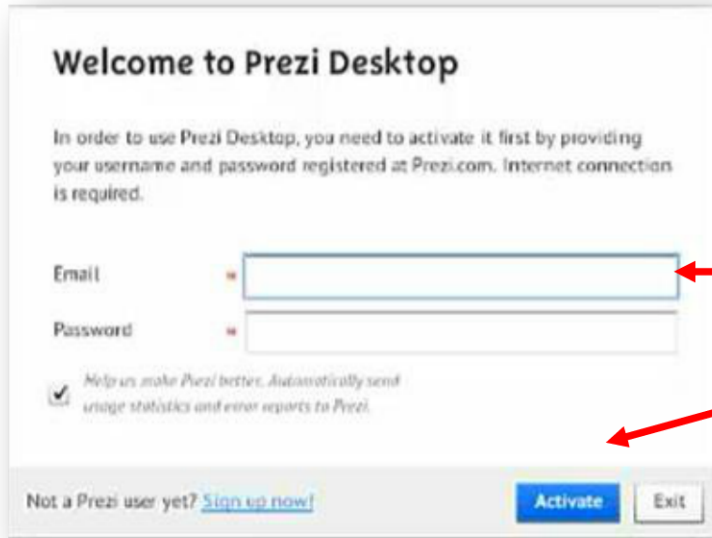 Welcome to Prezi Desktop
In order to use Prezi Desktop, you need to activate it first by providing
your username and password registered at Prezi.com. Internet connection
is required.
Email *
Password *
Help us make Prezi better. Automatically send
usage statistics and error reports to Prezi.
Not a Prezi user yet? Sign up now! Activate Exit